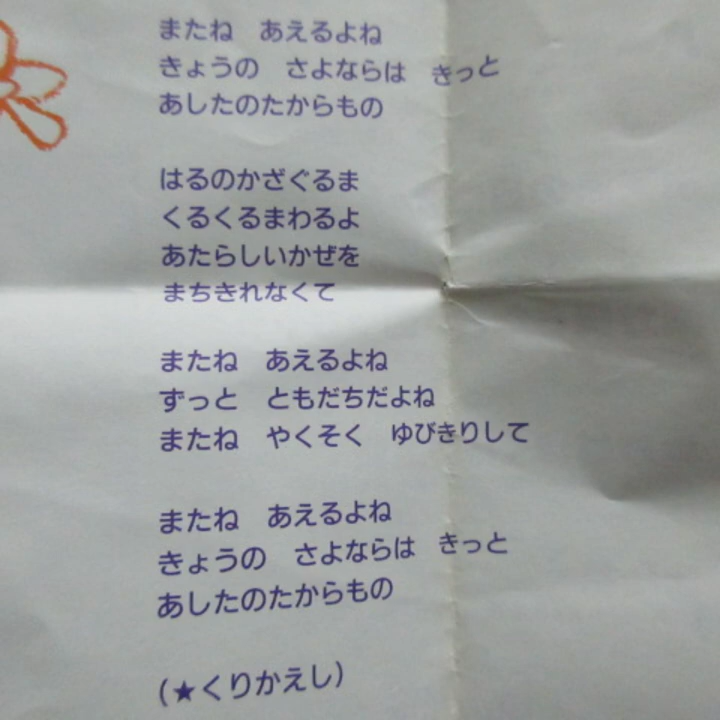 またね　あえるよね
きょうの　さよならは　きっと
あしたのたからもの
はるのかざぐるま
くるくるまわるよ
あたらしいかぜを
まちきれなくて
またね　あえるよね
ずっと　ともだちだよね
またね　やくそく　ゆびきりして
またね　あえるよね
きょうの　さよならは　きっと
あしたのたからもの
（★くりかえし）